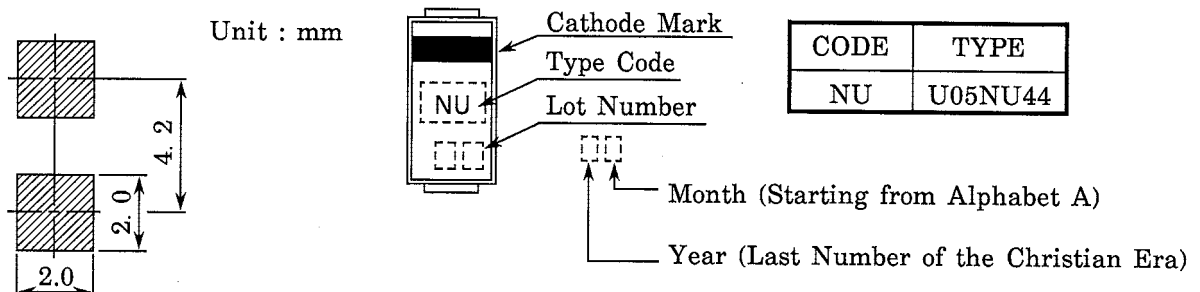 Unit : mm
4.2
2.0
2.0
Cathode Mark
Type Code
NU
Lot Number
CODE TYPE
NU U05NU44
Month (Starting from Alphabet A)
Year (Last Number of the Christian Era)